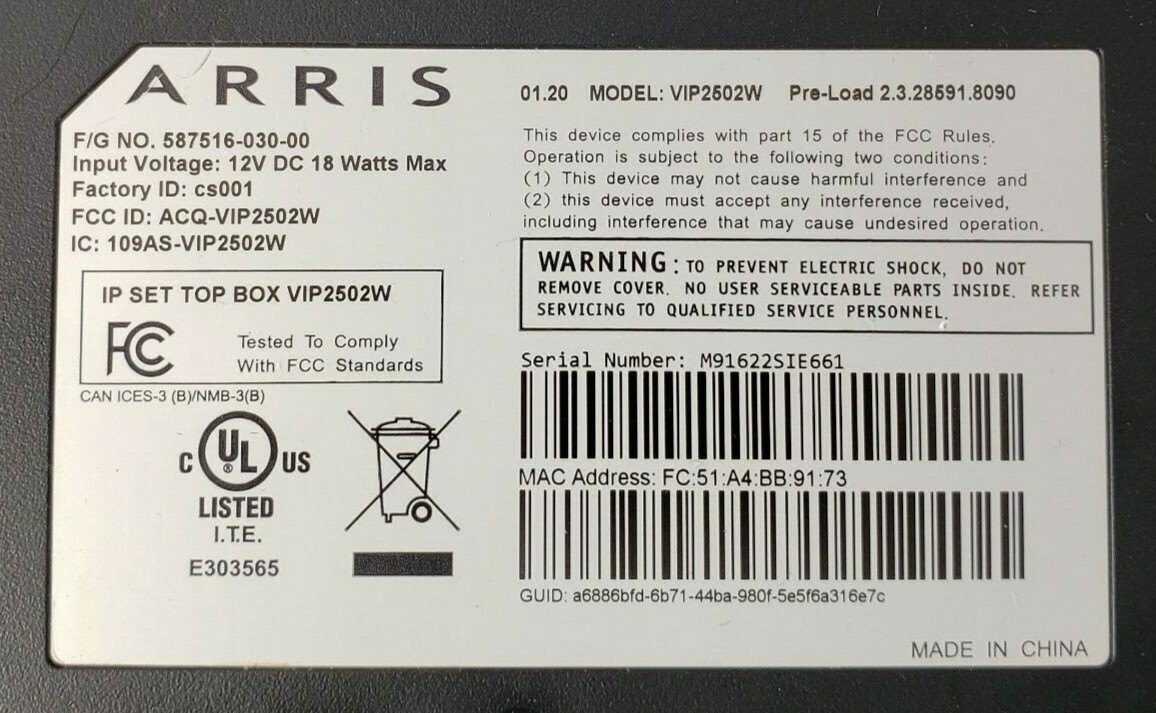 ARRIS
F/G NO. 587516-030-00
Input Voltage: 12V DC 18 Watts Max
Factory ID: cs001
FCC ID: ACQ-VIP2502W
IC: 109AS-VIP2502W
IP SET TOP BOX VIP2502W
FC
Tested To Comply
With FCC Standards
CAN ICES-3 (B)/NMB-3(B)
C UL ® US
LISTED
I.T.E.
E303565
01.20 MODEL: VIP2502W Pre-Load 2.3.28591.8090
This device complies with part 15 of the FCC Rules.
Operation is subject to the following two conditions:
(1) This device may not cause harmful interference and
(2) this device must accept any interference received,
including interference that may cause undesired operation.
WARNING: TO PREVENT ELECTRIC SHOCK, DO NOT
REMOVE COVER. NO USER SERVICEABLE PARTS INSIDE. REFER
SERVICING TO QUALIFIED SERVICE PERSONNEL.
Serial Number: M91622SIE661
MAC Address: FC:51:A4:BB:91:73
GUID: a6886bfd-6b71-44ba-980f-5e5f6a316e7c
MADE IN CHINA